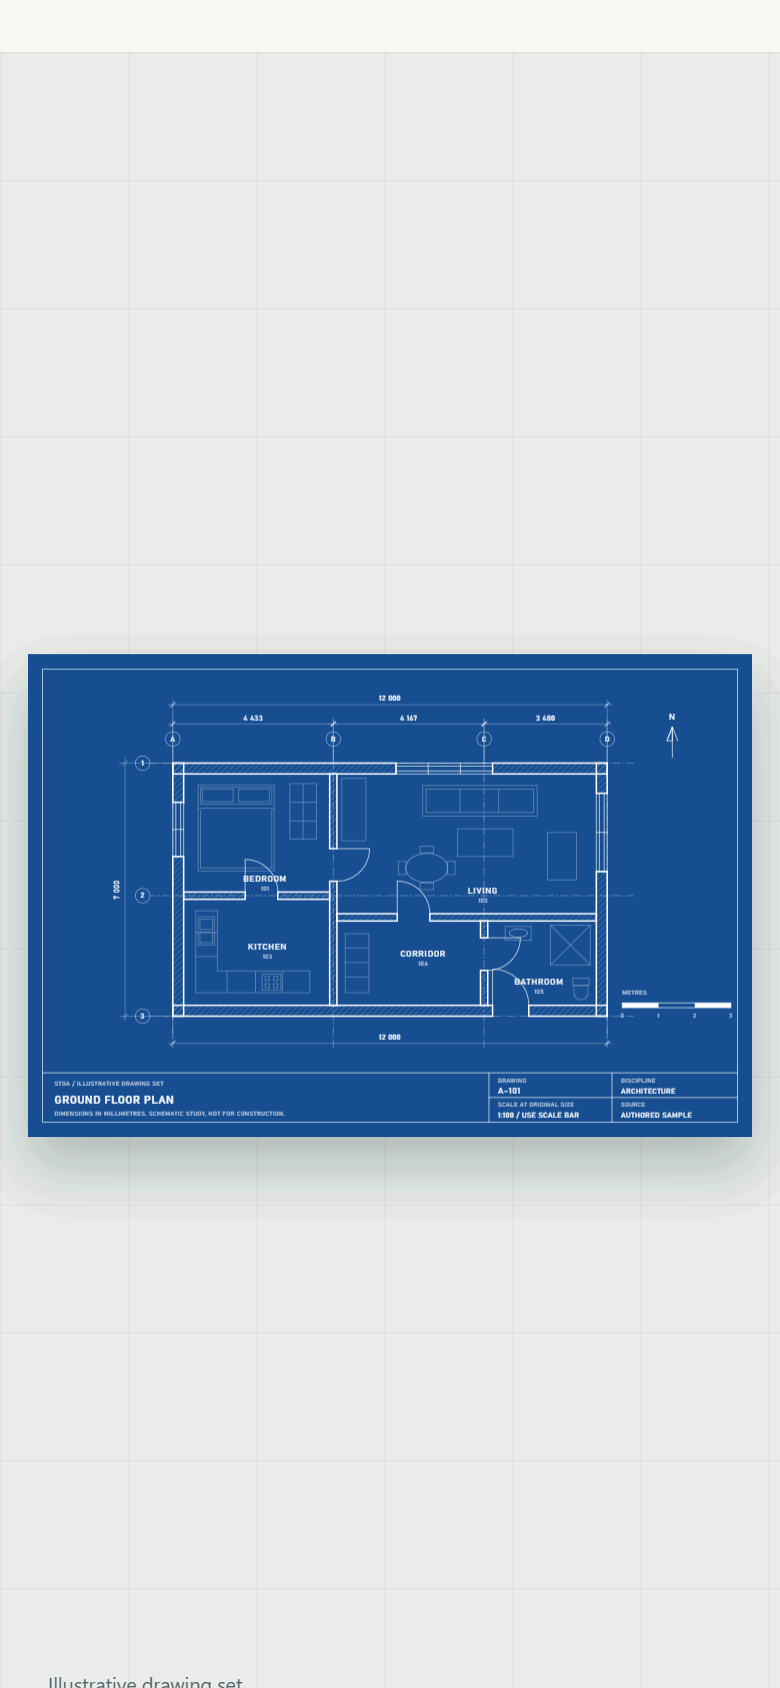 12 000
4 433
4 167
3 400
N
A
B
C
D
1
BEDROOM
101
7 000
2
LIVING
102
KITCHEN
103
CORRIDOR
104
BATHROOM
105
METRES
0 1 2 3
3
12 000
STOA / ILLUSTRATIVE DRAWING SET
GROUND FLOOR PLAN
DIMENSIONS IN MILLIMETRES. SCHEMATIC STUDY, NOT FOR CONSTRUCTION.
DRAWING
A-101
SCALE AT ORIGINAL SIZE
1:100 / USE SCALE BAR
DISCIPLINE
ARCHITECTURE
SOURCE
AUTHORED SAMPLE
Illustrative drawing set